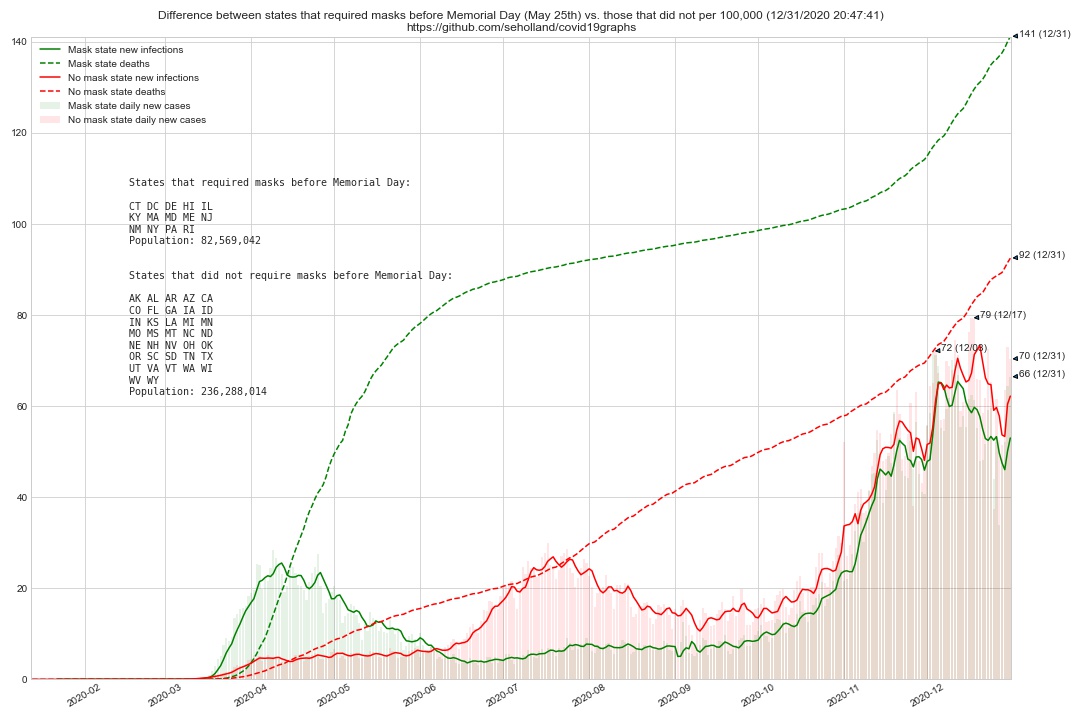 Difference between states that required masks before Memorial Day (May 25th) vs. those that did not per 100,000 (12/31/2020 20:47:41)
https://github.com/seholland/covid19graphs
Mask state new infections
Mask state deaths
No mask state new infections
No mask state deaths
Mask state daily new cases
No mask state daily new cases
States that required masks before Memorial Day:
CT DC DE HI IL
KY MA MD ME NJ
NM NY PA RI
Population: 82,569,042
States that did not require masks before Memorial Day:
AK AL AR AZ CA
CO FL GA IA ID
IN KS LA MI MN
MO MS MT NC ND
NE NH NV OH OK
OR SC SD TN TX
UT VA VT WA WI
WV WY
Population: 236,288,014
141 (12/31)
92 (12/31)
79 (12/17)
72 (12/03)
70 (12/31)
66 (12/31)
140
120
100
80
60
40
20
0
2020-02
2020-03
2020-04
2020-05
2020-06
2020-07
2020-08
2020-09
2020-10
2020-11
2020-12